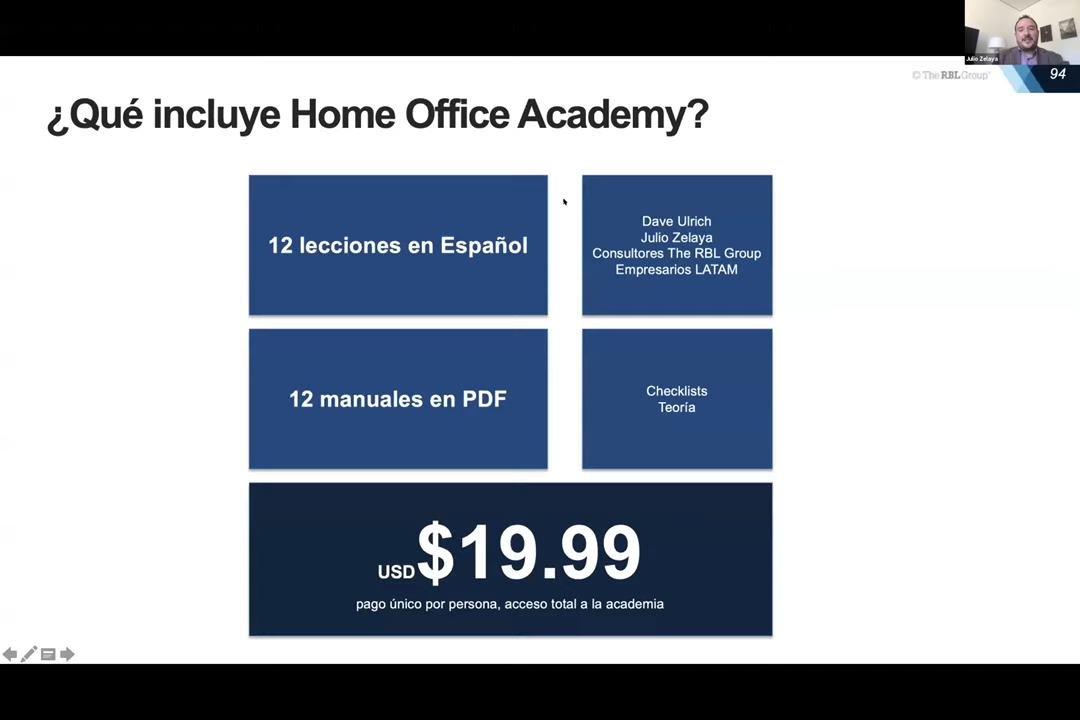 Julio Zelaya
© The RBL Group
94
¿Qué incluye Home Office Academy?
12 lecciones en Español
Dave Ulrich
Julio Zelaya
Consultores The RBL Group
Empresarios LATAM
12 manuales en PDF
Checklists
Teoría
USD $19.99
pago único por persona, acceso total a la academia